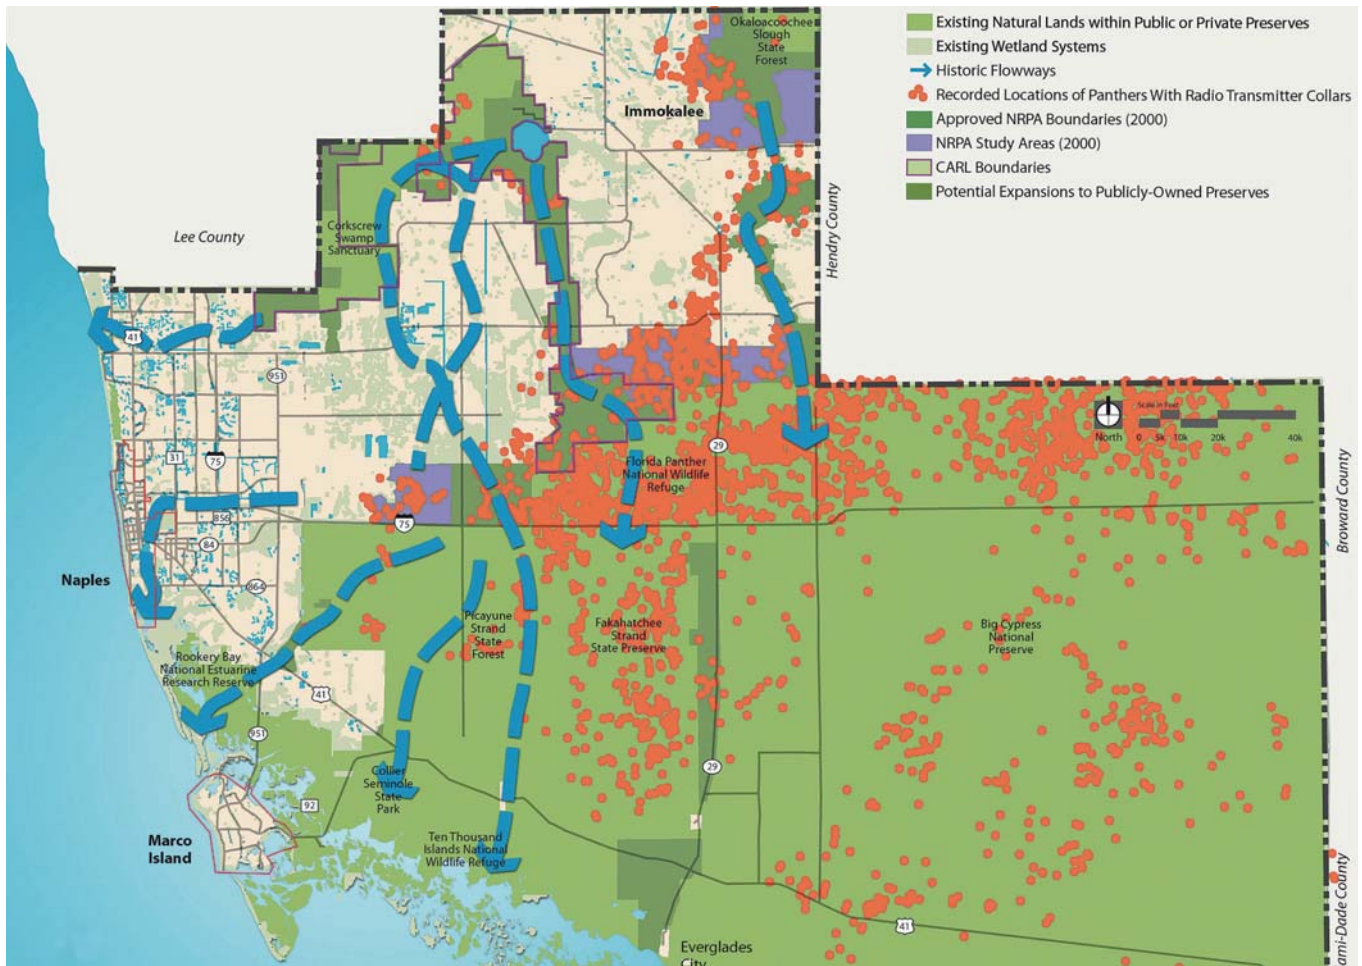 Okaloacoochee
Slough
State
Forest
Existing Natural Lands within Public or Private Preserves
Existing Wetland Systems
Historic Flowways
Recorded Locations of Panthers With Radio Transmitter Collars
Approved NRPA Boundaries (2000)
NRPA Study Areas (2000)
CARL Boundaries
Potential Expansions to Publicly-Owned Preserves
Immokalee
Lee County
Hendry County
Corkscrew
Swamp
Sanctuary
41
951
Scale in Feet
North
0 5k 10k 20k 40k
31
75
29
Florida Panther
National Wildlife
Refuge
Broward County
856
75
84
Naples
864
Picayune
Strand
State
Forest
Fakahatchee
Strand
State Preserve
Big Cypress
National
Preserve
Rookery Bay
National Estuarine
Research Reserve
41
951
29
Collier
Seminole
State
Park
92
Marco
Island
Ten Thousand
Islands National
Wildlife Refuge
ami-Dade County
41
Everglades
City